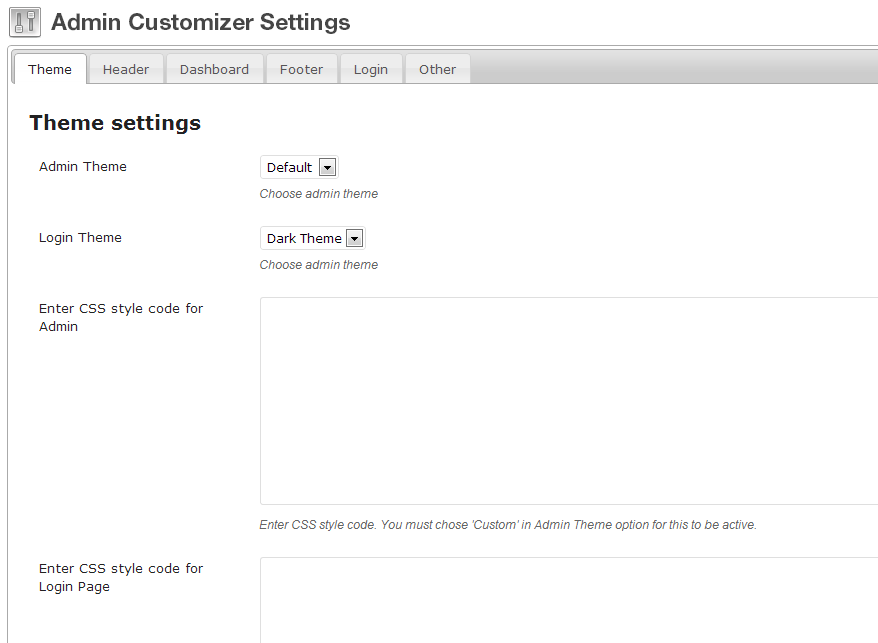 Admin Customizer Settings
Theme Header Dashboard Footer Login Other
Theme settings
Admin Theme
Default
Choose admin theme
Login Theme
Dark Theme
Choose admin theme
Enter CSS style code for
Admin
Enter CSS style code. You must chose 'Custom' in Admin Theme option for this to be active.
Enter CSS style code for
Login Page